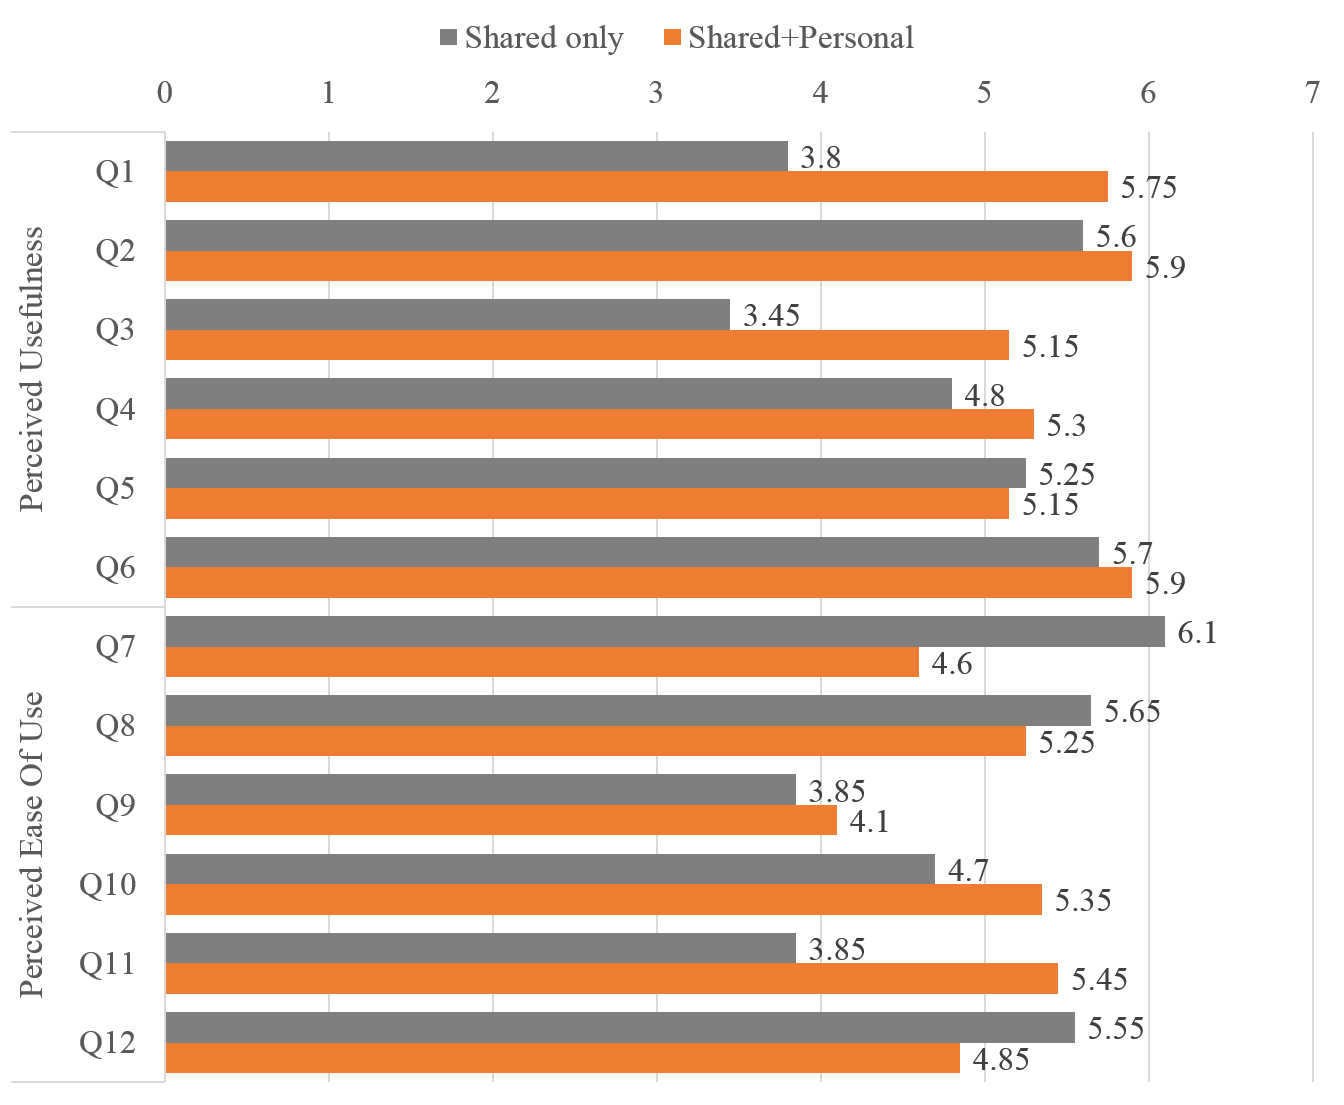 Shared only Shared+Personal
0 1 2 3 4 5 6 7
Perceived Usefulness
Q1 3.8
5.75
Q2 5.6
5.9
Q3 3.45
5.15
Q4 4.8
5.3
Q5 5.25
5.15
Q6 5.7
5.9
Perceived Ease Of Use
Q7 6.1
4.6
Q8 5.65
5.25
Q9 3.85
4.1
Q10 4.7
5.35
Q11 3.85
5.45
Q12 5.55
4.85